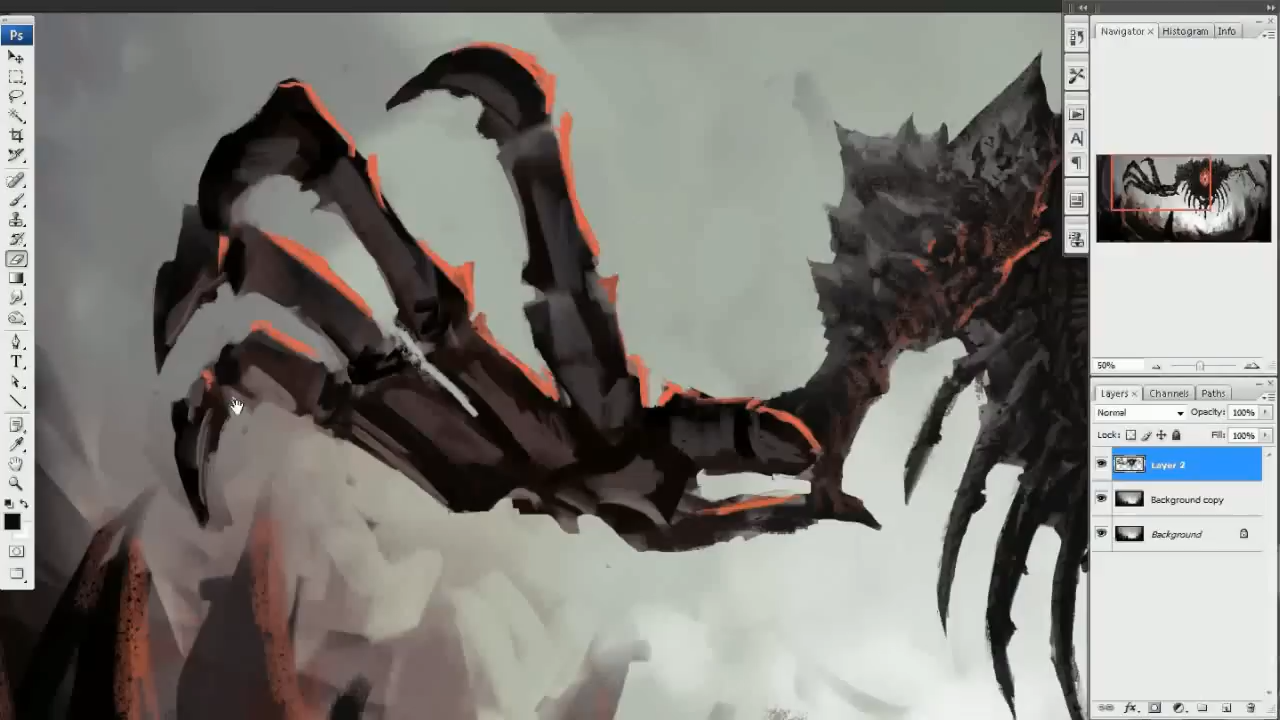 Ps
T
Navigator × Histogram Info
50%
A
Layers × Channels Paths
Normal Opacity: 100%
Lock: Fill: 100%
Layer 2
Background copy
Background
fx